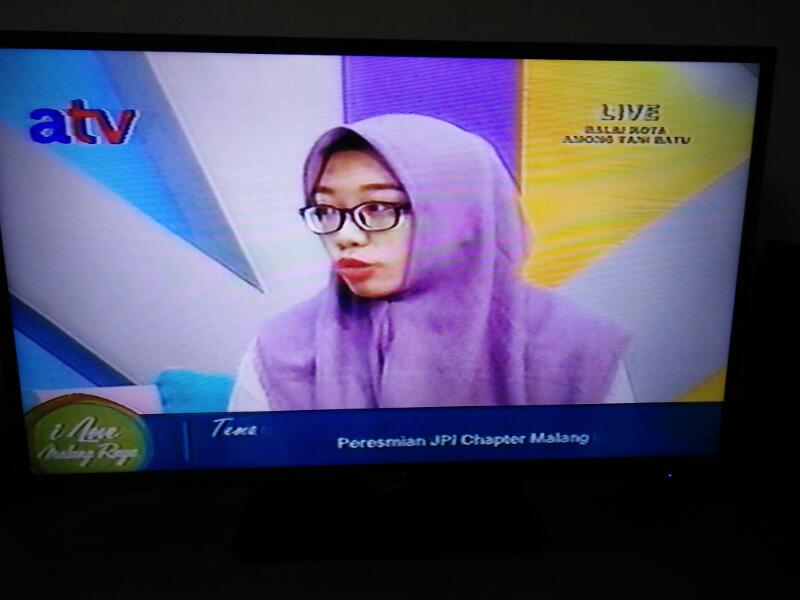 atv
LIVE
BALAI KOTA
AMONG TANI BATU
i Love
Malang Raya
Tema
Peresmian JPI Chapter Malang